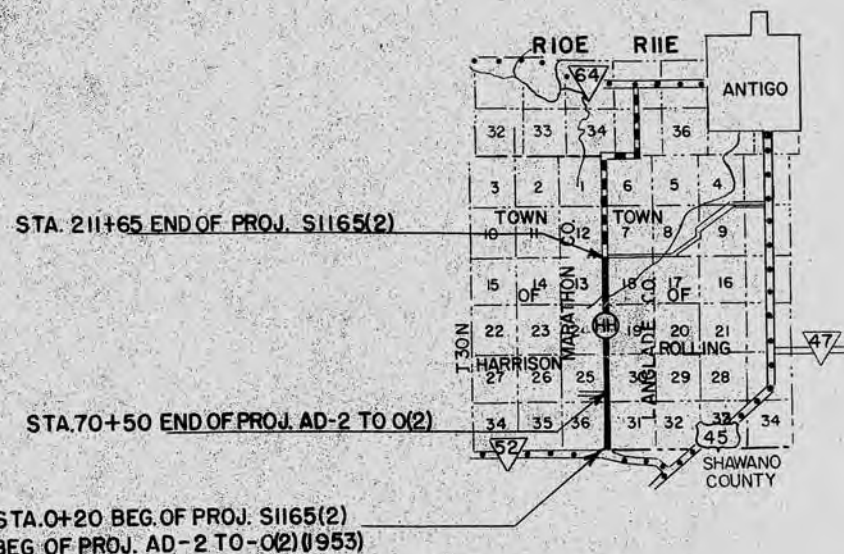 R10E R11E
64
ANTIGO
32 33 34 36
3 2 1 6 5 4
STA. 211+65 END OF PROJ. S1165(2)
TOWN TOWN
10 11 12 7 8 9
15 14 13 18 17 16
OF OF
MARATHON CO.
LANGLADE CO.
HH
T30N
22 23 24 19 20 21
47
HARRISON ROLLING
27 26 25 30 29 28
STA.70+50 END OF PROJ. AD-2 TO 0(2)
34 35 36 31 32 33 34
52
45
SHAWANO
COUNTY
STA.0+20 BEG.OF PROJ. S1165(2)
BEG OF PROJ. AD-2 TO-0(2)(1953)